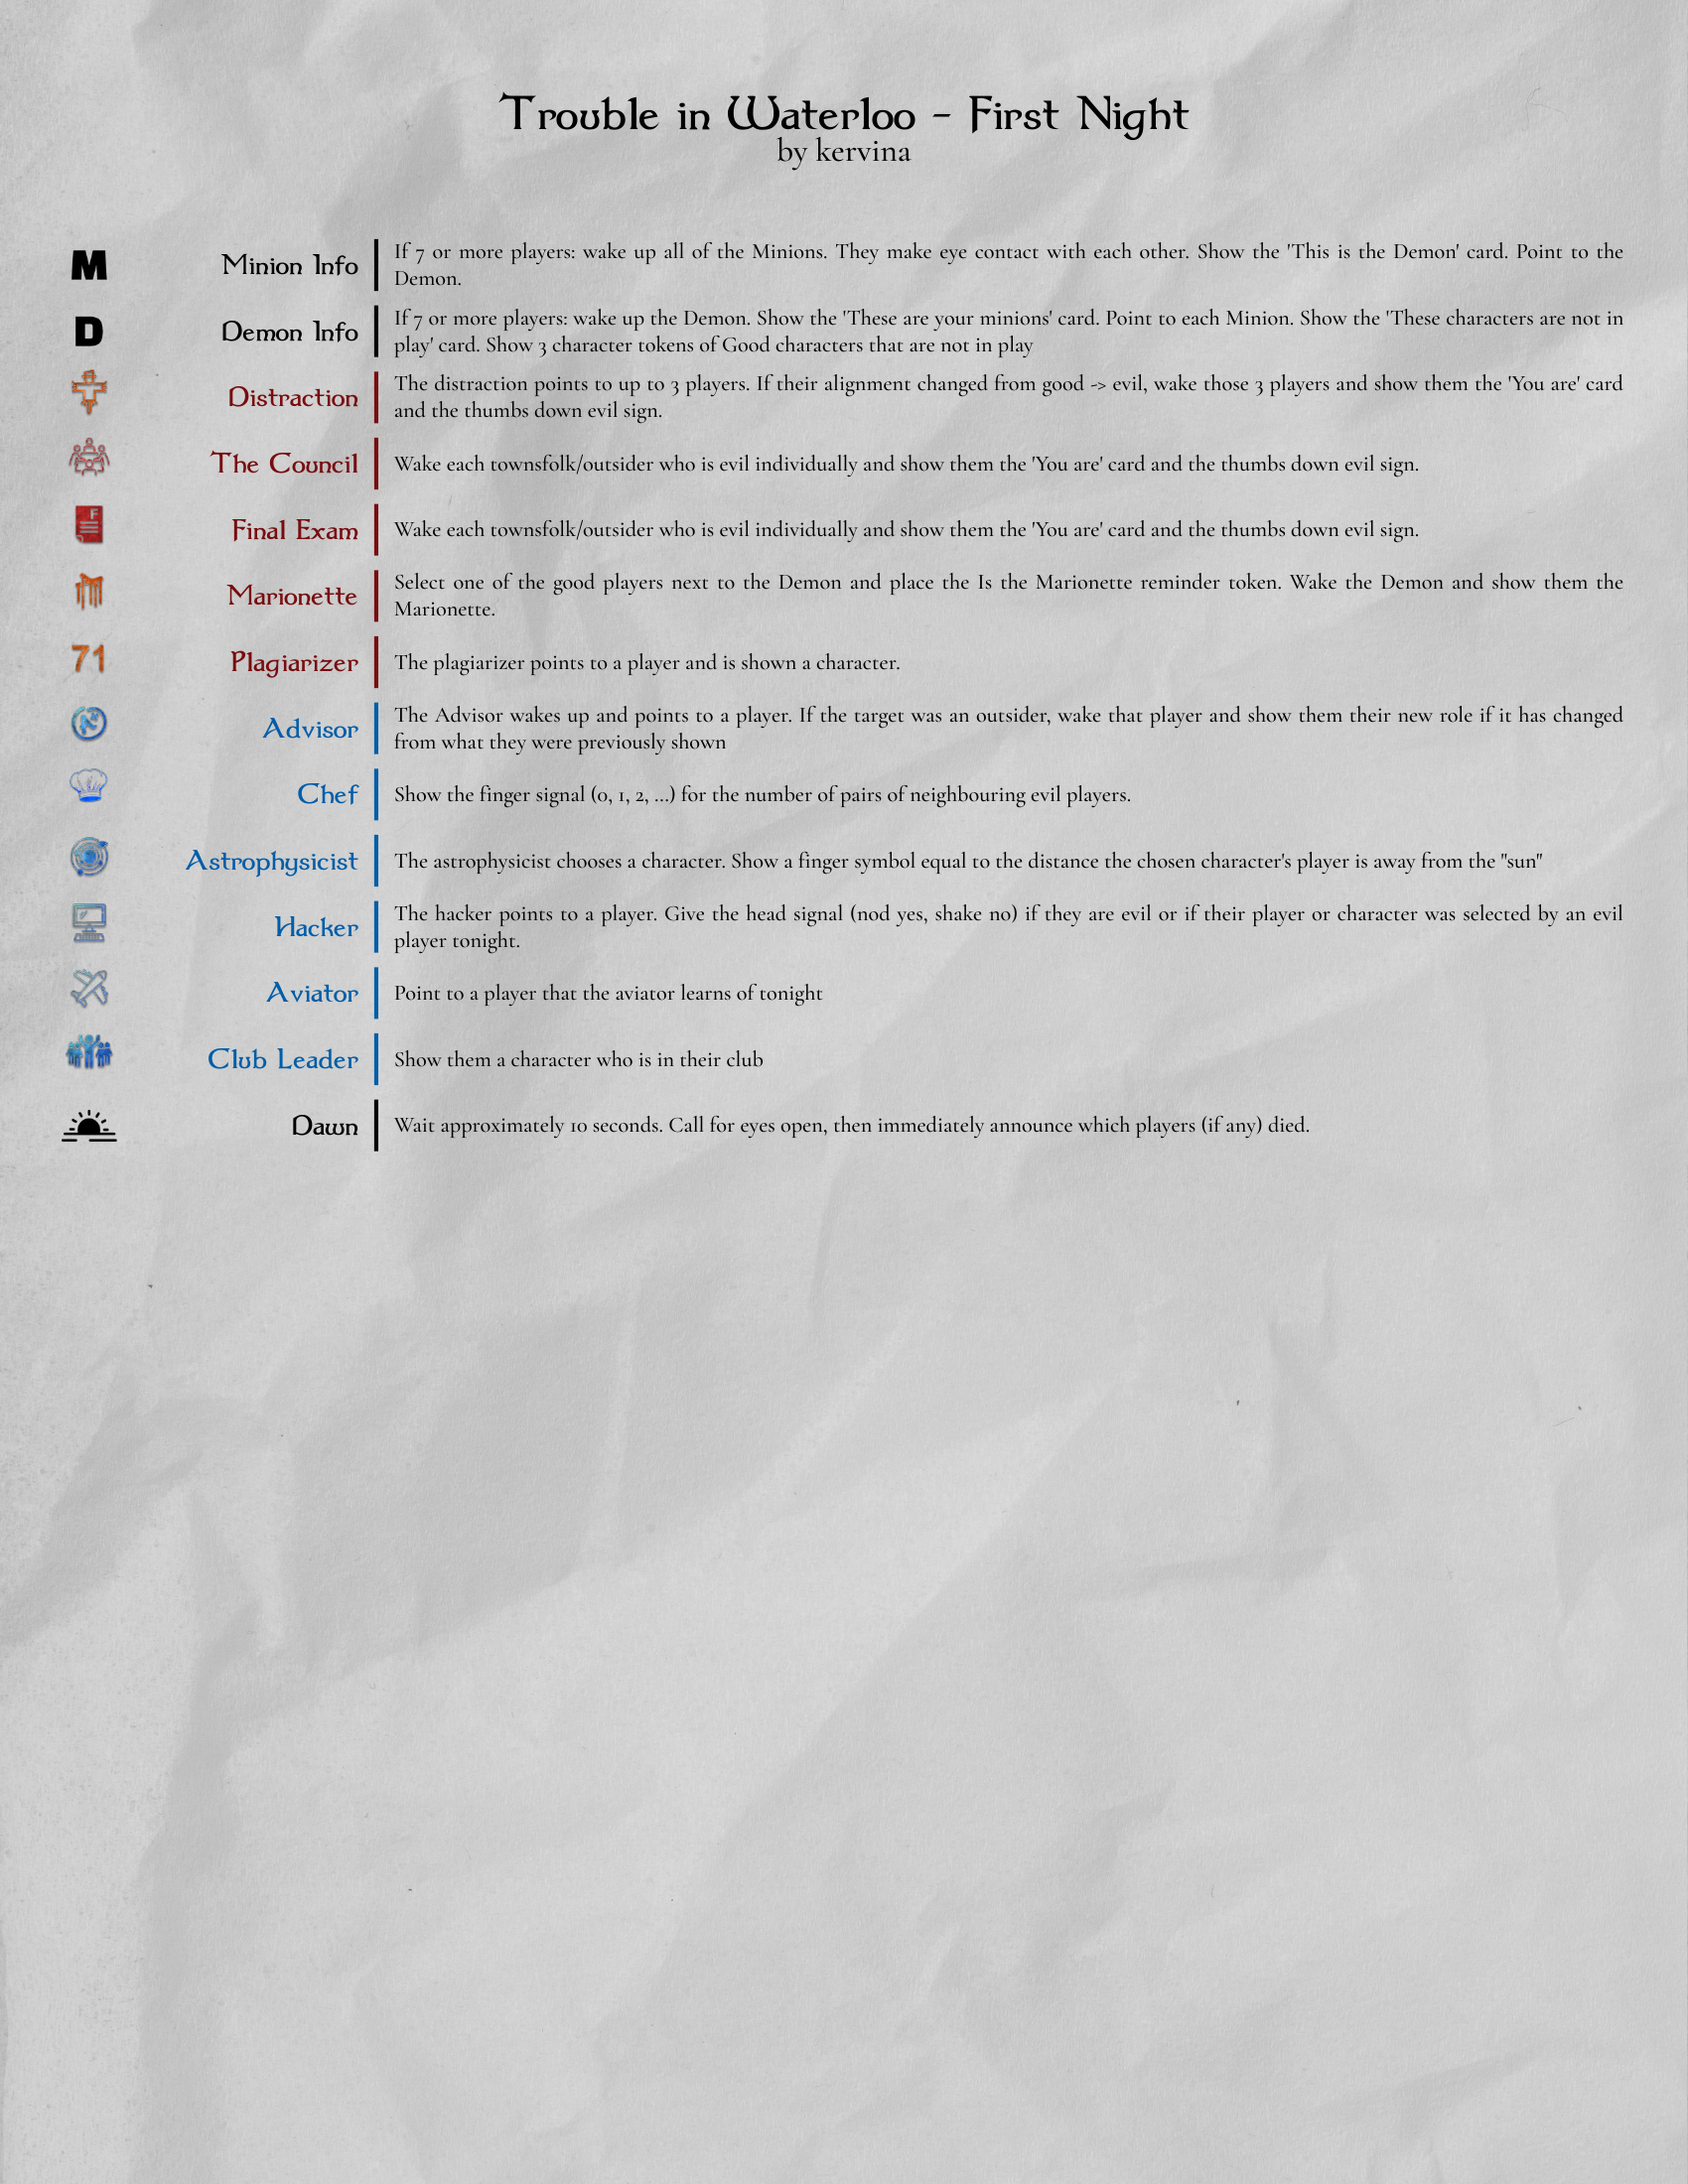 Trouble in Waterloo - First Night
by kervina
M
Minion Info
If 7 or more players: wake up all of the Minions. They make eye contact with each other. Show the 'This is the Demon' card. Point to the
Demon.
D
Demon Info
If 7 or more players: wake up the Demon. Show the 'These are your minions' card. Point to each Minion. Show the 'These characters are not in
play' card. Show 3 character tokens of Good characters that are not in play
Distraction
The distraction points to up to 3 players. If their alignment changed from good -> evil, wake those 3 players and show them the 'You are' card
and the thumbs down evil sign.
The Council
Wake each townsfolk/outsider who is evil individually and show them the 'You are' card and the thumbs down evil sign.
F
Final Exam
Wake each townsfolk/outsider who is evil individually and show them the 'You are' card and the thumbs down evil sign.
Marionette
Select one of the good players next to the Demon and place the Is the Marionette reminder token. Wake the Demon and show them the
Marionette.
71
Plagiarizer
The plagiarizer points to a player and is shown a character.
Advisor
The Advisor wakes up and points to a player. If the target was an outsider, wake that player and show them their new role if it has changed
from what they were previously shown
Chef
Show the finger signal (0, 1, 2, ...) for the number of pairs of neighbouring evil players.
Astrophysicist
The astrophysicist chooses a character. Show a finger symbol equal to the distance the chosen character's player is away from the "sun"
Hacker
The hacker points to a player. Give the head signal (nod yes, shake no) if they are evil or if their player or character was selected by an evil
player tonight.
Aviator
Point to a player that the aviator learns of tonight
Club Leader
Show them a character who is in their club
Dawn
Wait approximately 10 seconds. Call for eyes open, then immediately announce which players (if any) died.